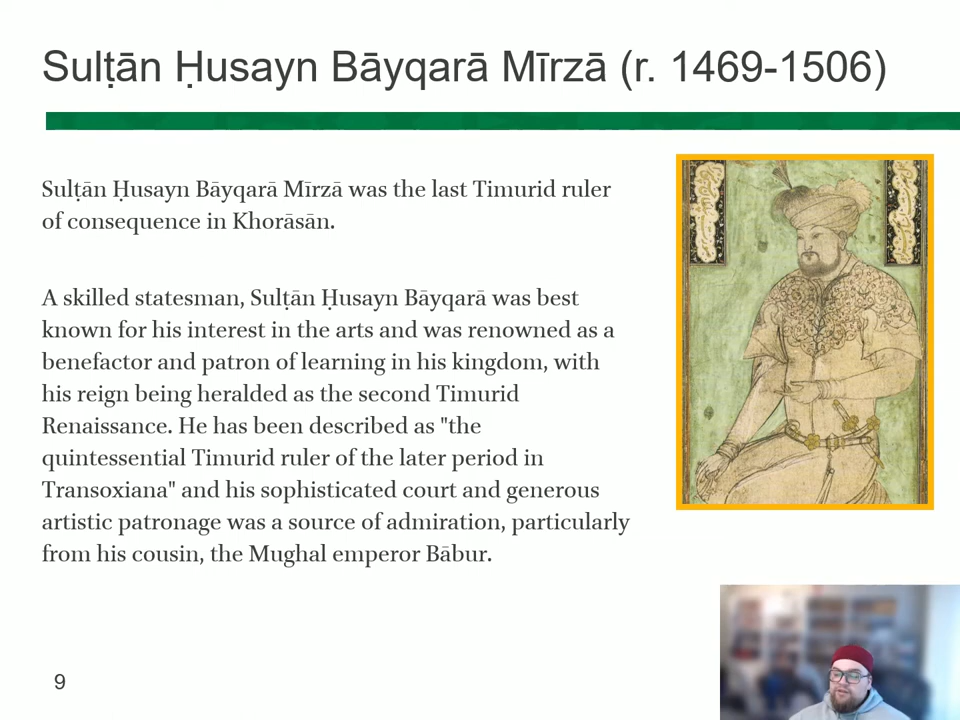 Sulṭān Ḥusayn Bāyqarā Mīrzā (r. 1469-1506)
Sulṭān Ḥusayn Bāyqarā Mīrzā was the last Timurid ruler
of consequence in Khorāsān.
A skilled statesman, Sulṭān Ḥusayn Bāyqarā was best
known for his interest in the arts and was renowned as a
benefactor and patron of learning in his kingdom, with
his reign being heralded as the second Timurid
Renaissance. He has been described as "the
quintessential Timurid ruler of the later period in
Transoxiana" and his sophisticated court and generous
artistic patronage was a source of admiration, particularly
from his cousin, the Mughal emperor Bābur.
9